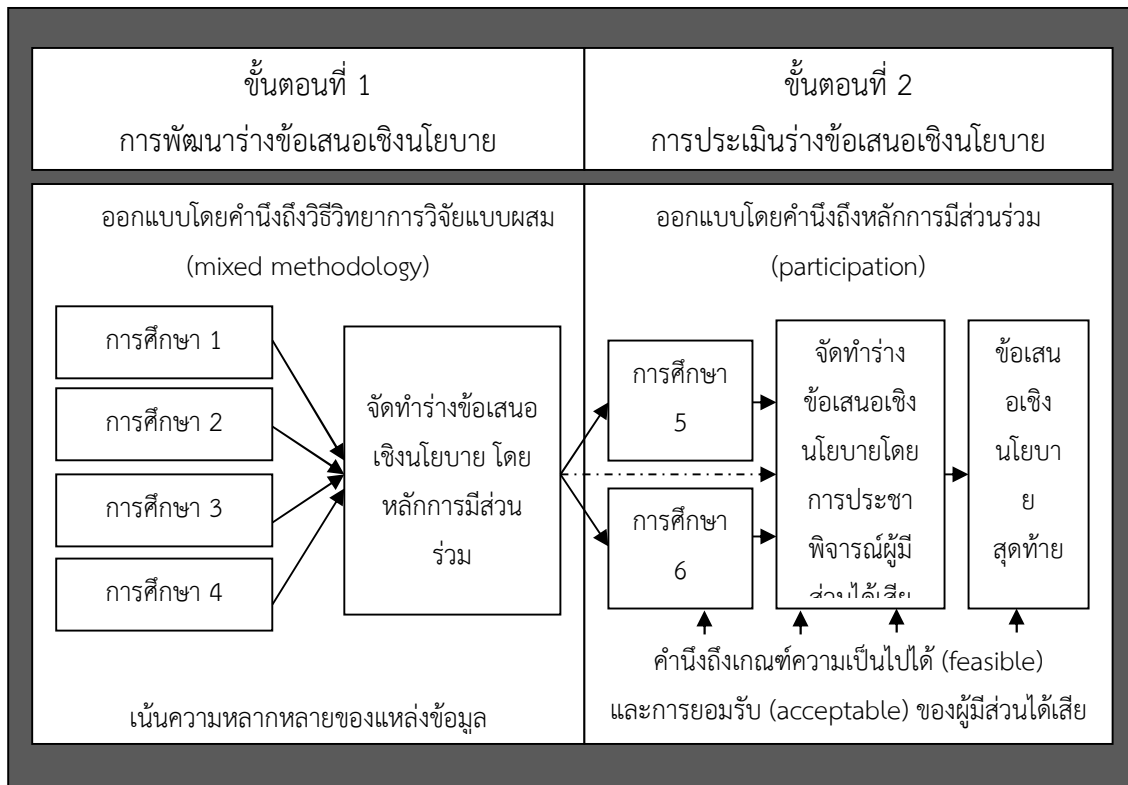 ขั้นตอนที่ 1
การพัฒนาร่างข้อเสนอเชิงนโยบาย
ขั้นตอนที่ 2
การประเมินร่างข้อเสนอเชิงนโยบาย
ออกแบบโดยคำนึงถึงวิธีวิทยาการวิจัยแบบผสม
(mixed methodology)
การศึกษา 1
การศึกษา 2
การศึกษา 3
การศึกษา 4
จัดทำร่างข้อเสนอ
เชิงนโยบาย โดย
หลักการมีส่วน
ร่วม
เน้นความหลากหลายของแหล่งข้อมูล
ออกแบบโดยคำนึงถึงหลักการมีส่วนร่วม
(participation)
การศึกษา
5
การศึกษา
6
จัดทำร่าง
ข้อเสนอเชิง
นโยบายโดย
การประชา
พิจารณ์ผู้มี
ส่วนได้เสีย
ข้อเสน
อเชิง
นโยบา
ย
สุดท้าย
คำนึงถึงเกณฑ์ความเป็นไปได้ (feasible)
และการยอมรับ (acceptable) ของผู้มีส่วนได้เสีย